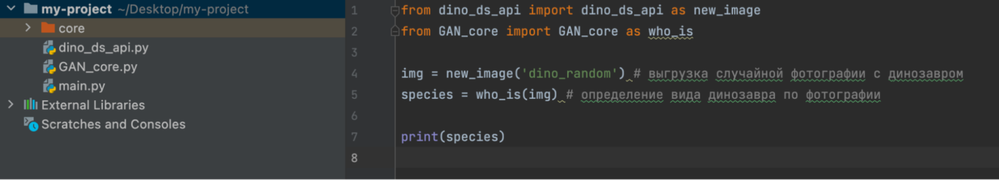 my-project ~/Desktop/my-project
core
dino_ds_api.py
GAN_core.py
main.py
External Libraries
Scratches and Consoles
1 from dino_ds_api import dino_ds_api as new_image
2 from GAN_core import GAN_core as who_is
3
4 img = new_image('dino_random') # выгрузка случайной фотографии с динозавром
5 species = who_is(img) # определение вида динозавра по фотографии
6
7 print(species)
8